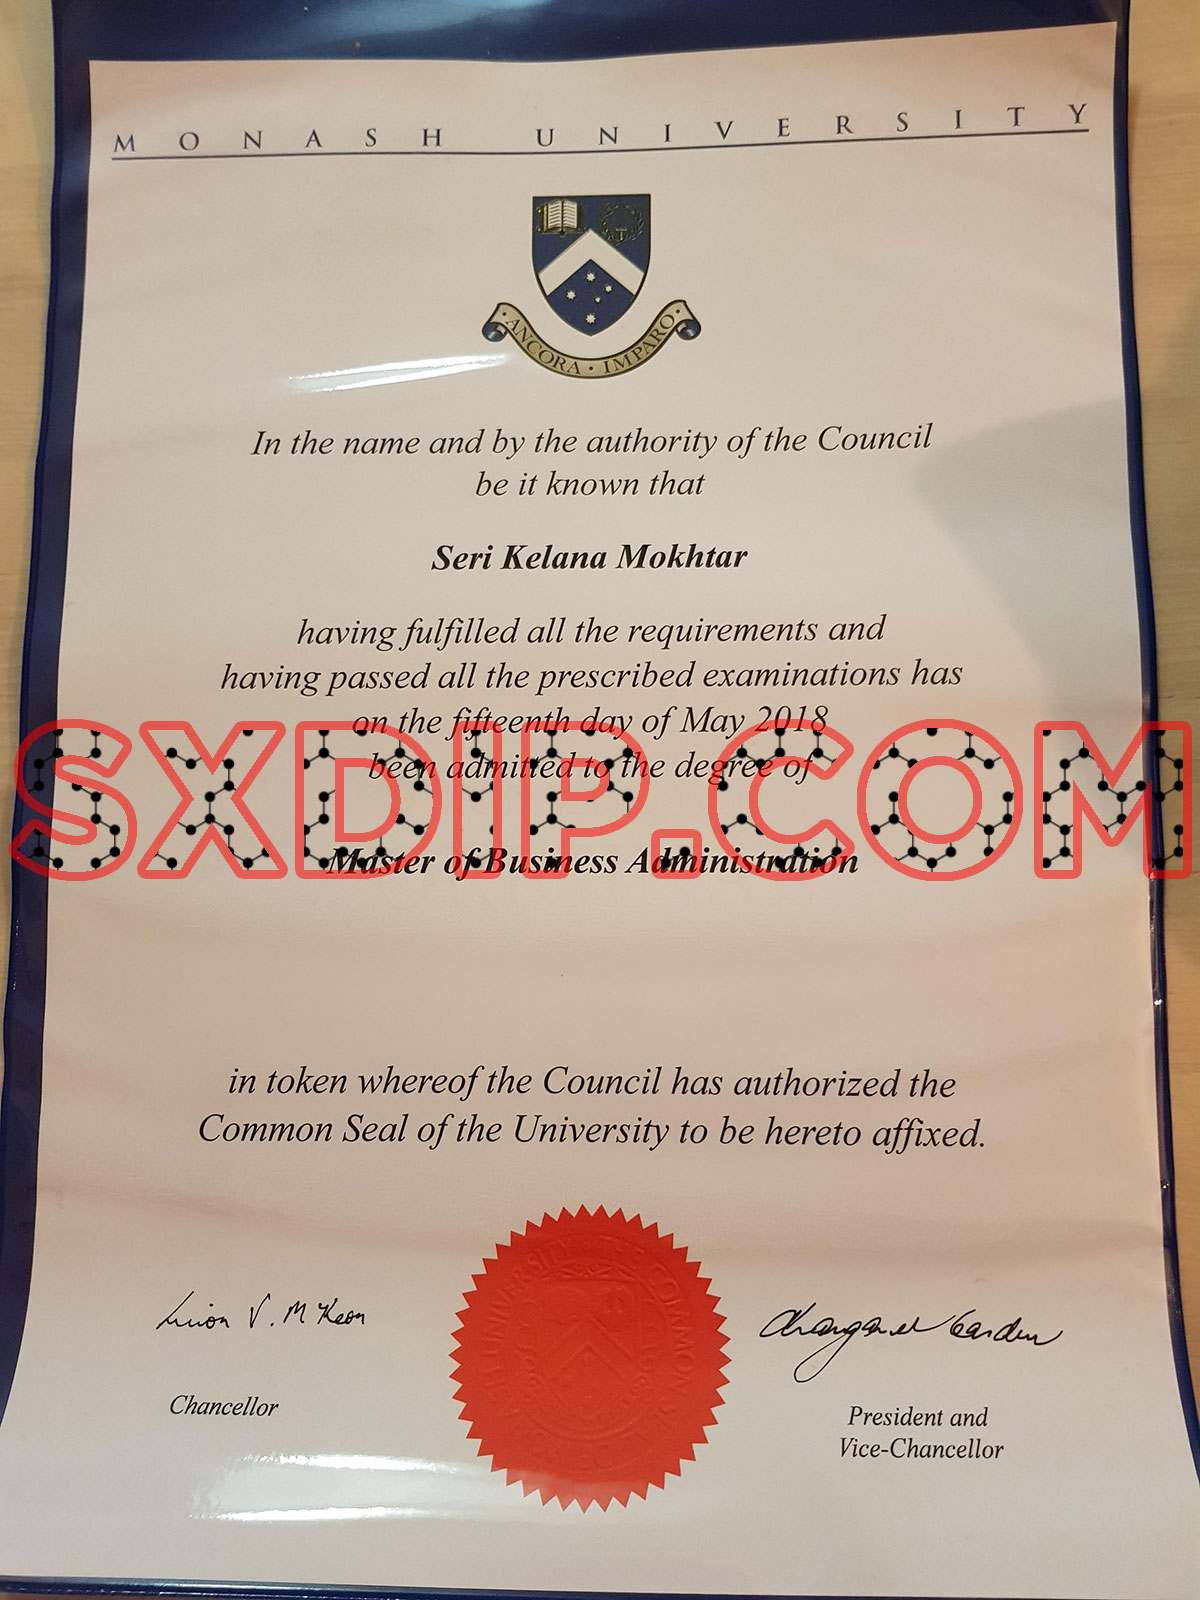 MONASH UNIVERSITY
ANCORA · IMPARO
In the name and by the authority of the Council
be it known that
Seri Kelana Mokhtar
having fulfilled all the requirements and
having passed all the prescribed examinations has
on the fifteenth day of May 2018
been admitted to the degree of
SXDIP.COM
Master of Business Administration
in token whereof the Council has authorized the
Common Seal of the University to be hereto affixed.
Chancellor
President and
Vice-Chancellor